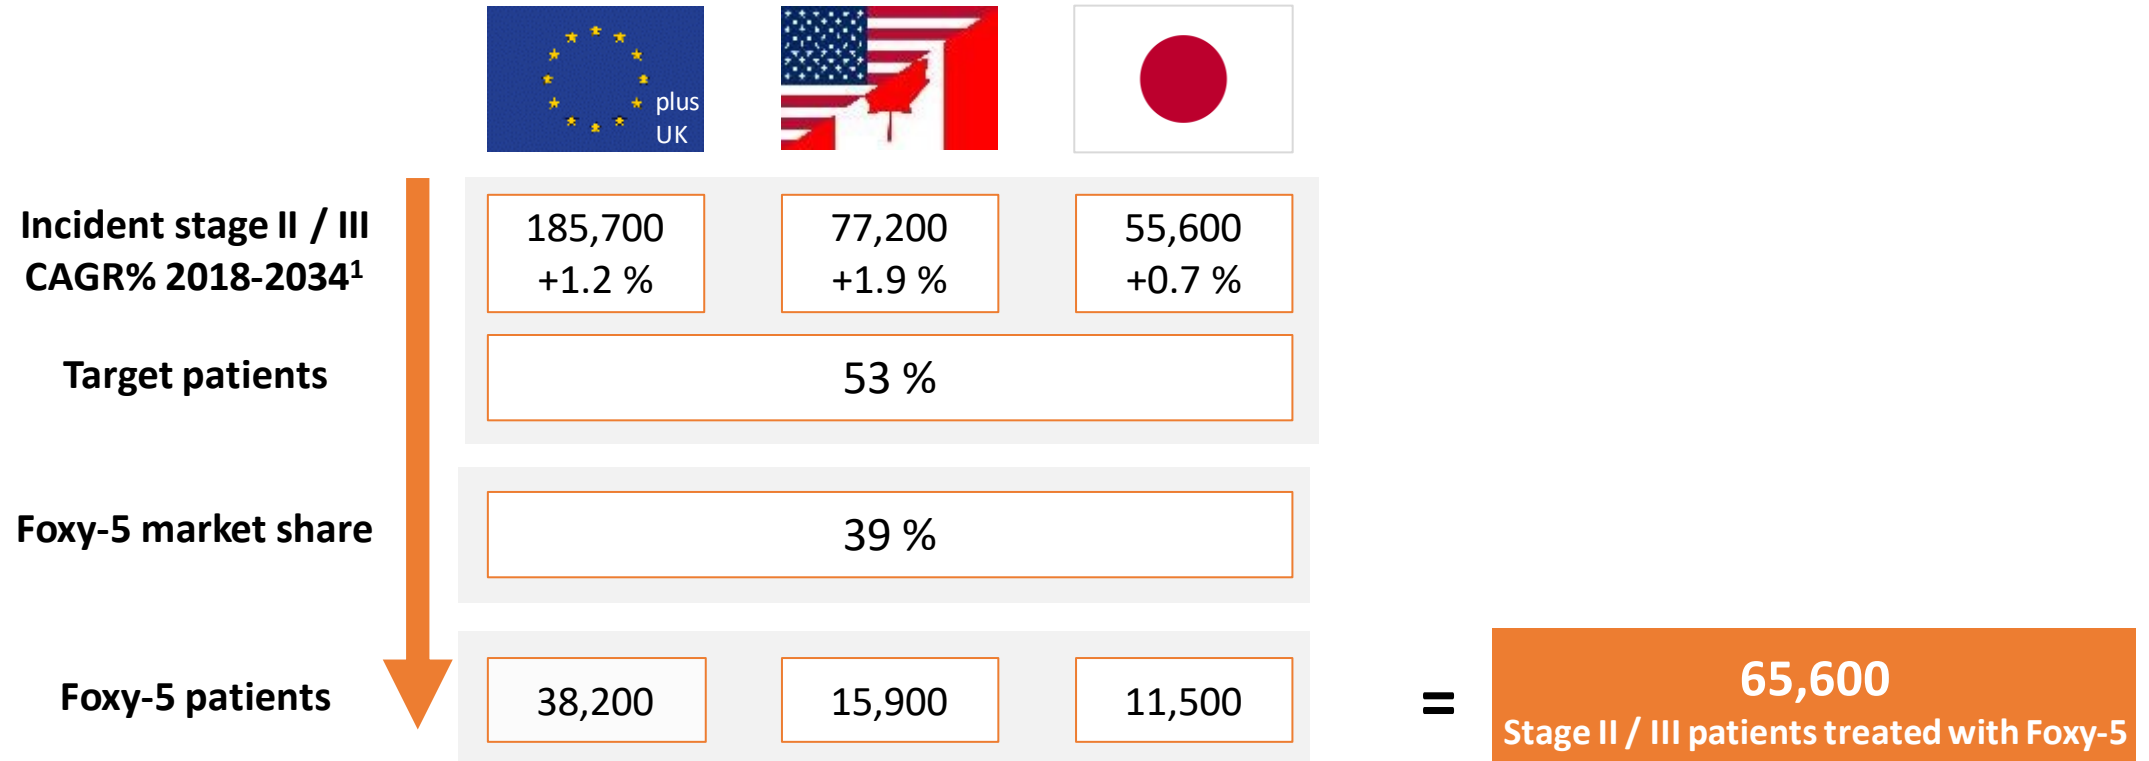 plus
UK
Incident stage II / III
CAGR% 2018-2034¹
185,700
+1.2 %
77,200
+1.9 %
55,600
+0.7 %
Target patients
53 %
Foxy-5 market share
39 %
Foxy-5 patients
38,200
15,900
11,500
=
65,600
Stage II / III patients treated with Foxy-5